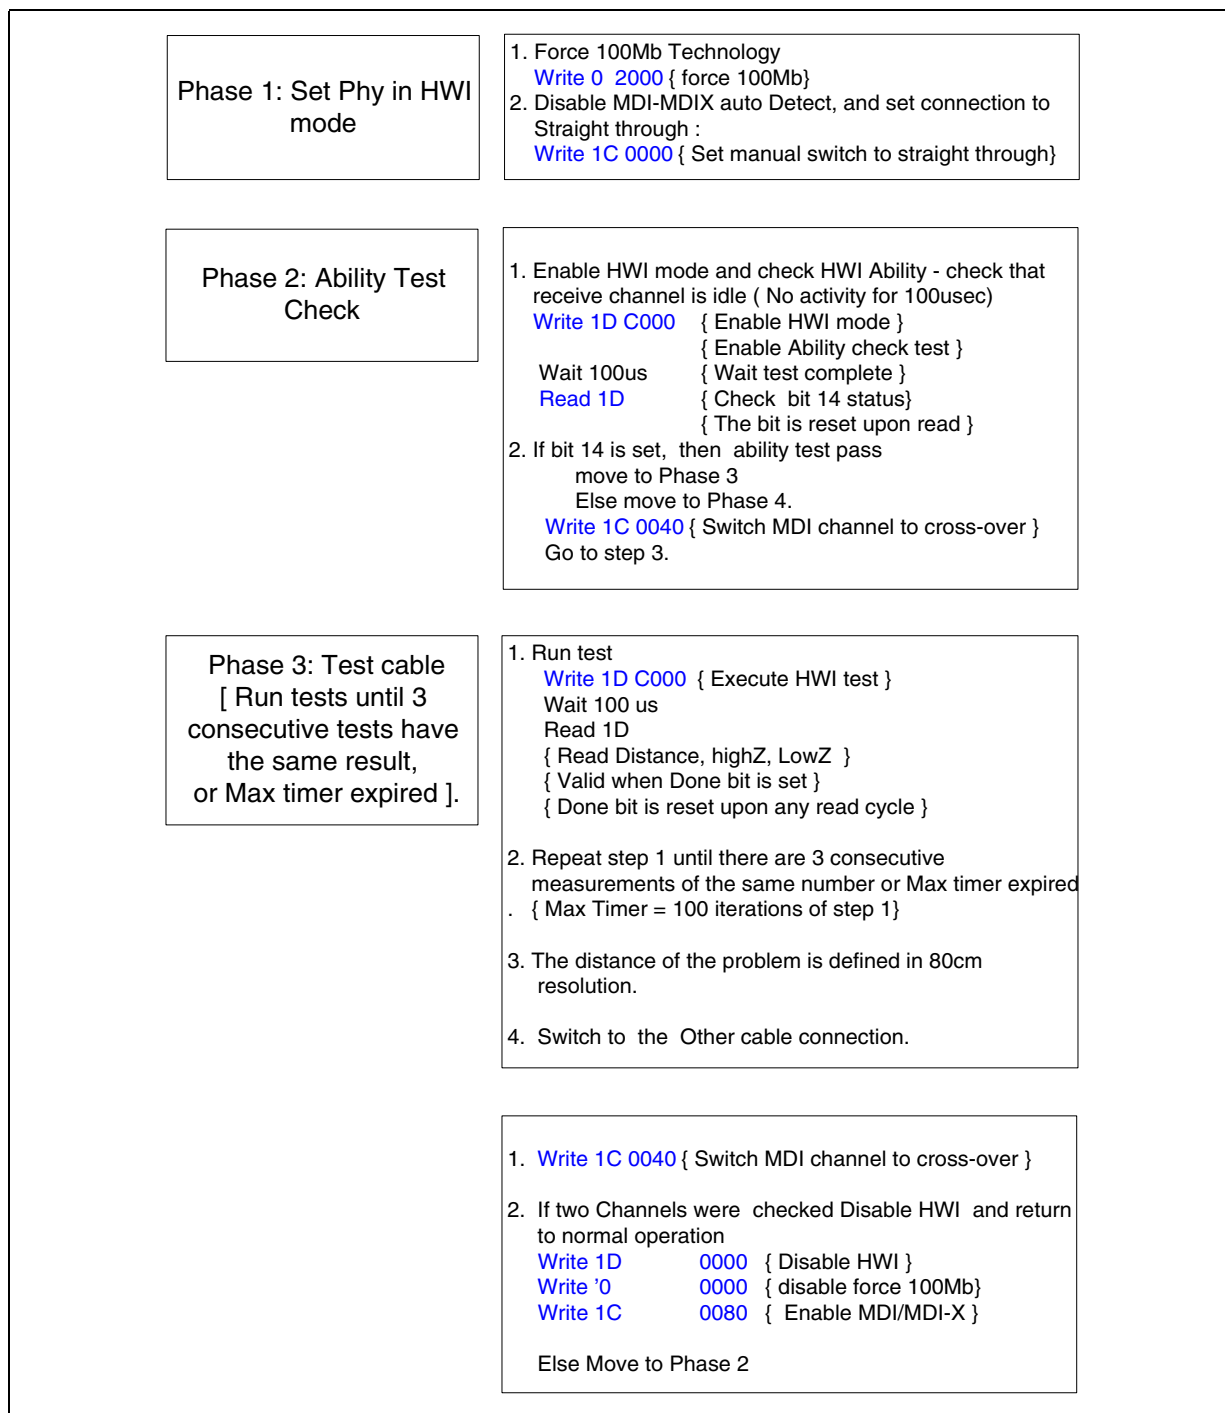 Phase 1: Set Phy in HWI
mode
1. Force 100Mb Technology
Write 0 2000 { force 100Mb}
2. Disable MDI-MDIX auto Detect, and set connection to
Straight through :
Write 1C 0000 { Set manual switch to straight through}
Phase 2: Ability Test
Check
1. Enable HWI mode and check HWI Ability - check that
receive channel is idle ( No activity for 100usec)
Write 1D C000 { Enable HWI mode }
{ Enable Ability check test }
Wait 100us { Wait test complete }
Read 1D { Check bit 14 status}
{ The bit is reset upon read }
2. If bit 14 is set, then ability test pass
move to Phase 3
Else move to Phase 4.
Write 1C 0040 { Switch MDI channel to cross-over }
Go to step 3.
Phase 3: Test cable
[ Run tests until 3
consecutive tests have
the same result,
or Max timer expired ].
1. Run test
Write 1D C000 { Execute HWI test }
Wait 100 us
Read 1D
{ Read Distance, highZ, LowZ }
{ Valid when Done bit is set }
{ Done bit is reset upon any read cycle }
2. Repeat step 1 until there are 3 consecutive
measurements of the same number or Max timer expired
. { Max Timer = 100 iterations of step 1}
3. The distance of the problem is defined in 80cm
resolution.
4. Switch to the Other cable connection.
1. Write 1C 0040 { Switch MDI channel to cross-over }
2. If two Channels were checked Disable HWI and return
to normal operation
Write 1D 0000 { Disable HWI }
Write '0 0000 { disable force 100Mb}
Write 1C 0080 { Enable MDI/MDI-X }
Else Move to Phase 2